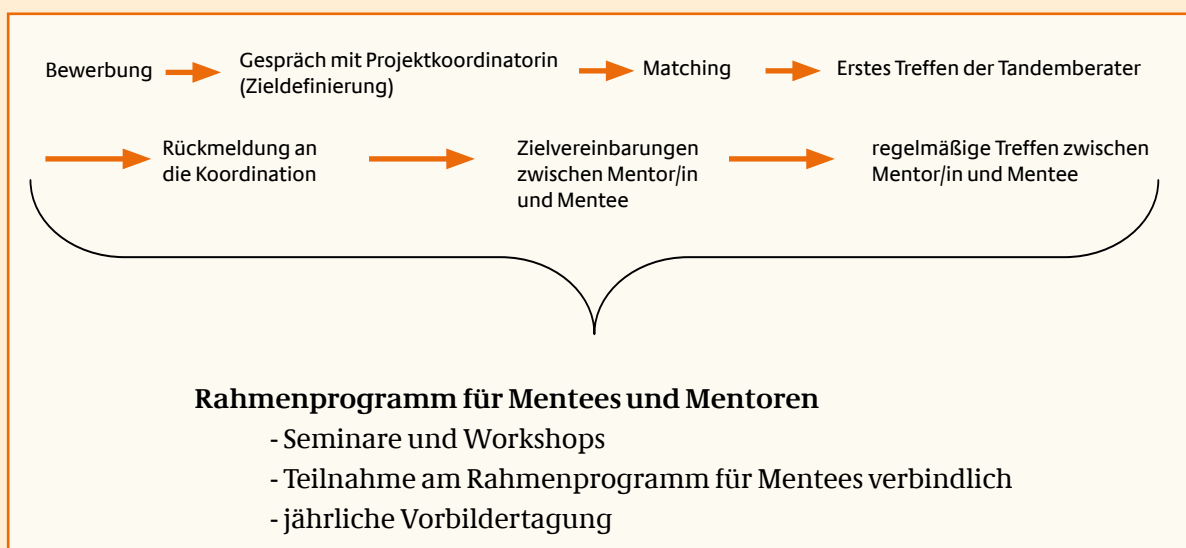 Bewerbung
Gespräch mit Projektkoordinatorin
(Zieldefinierung)
Matching
Erstes Treffen der Tandemberater
Rückmeldung an
die Koordination
Zielvereinbarungen
zwischen Mentor/in
und Mentee
regelmäßige Treffen zwischen
Mentor/in und Mentee
Rahmenprogramm für Mentees und Mentoren
- Seminare und Workshops
- Teilnahme am Rahmenprogramm für Mentees verbindlich
- jährliche Vorbildertagung